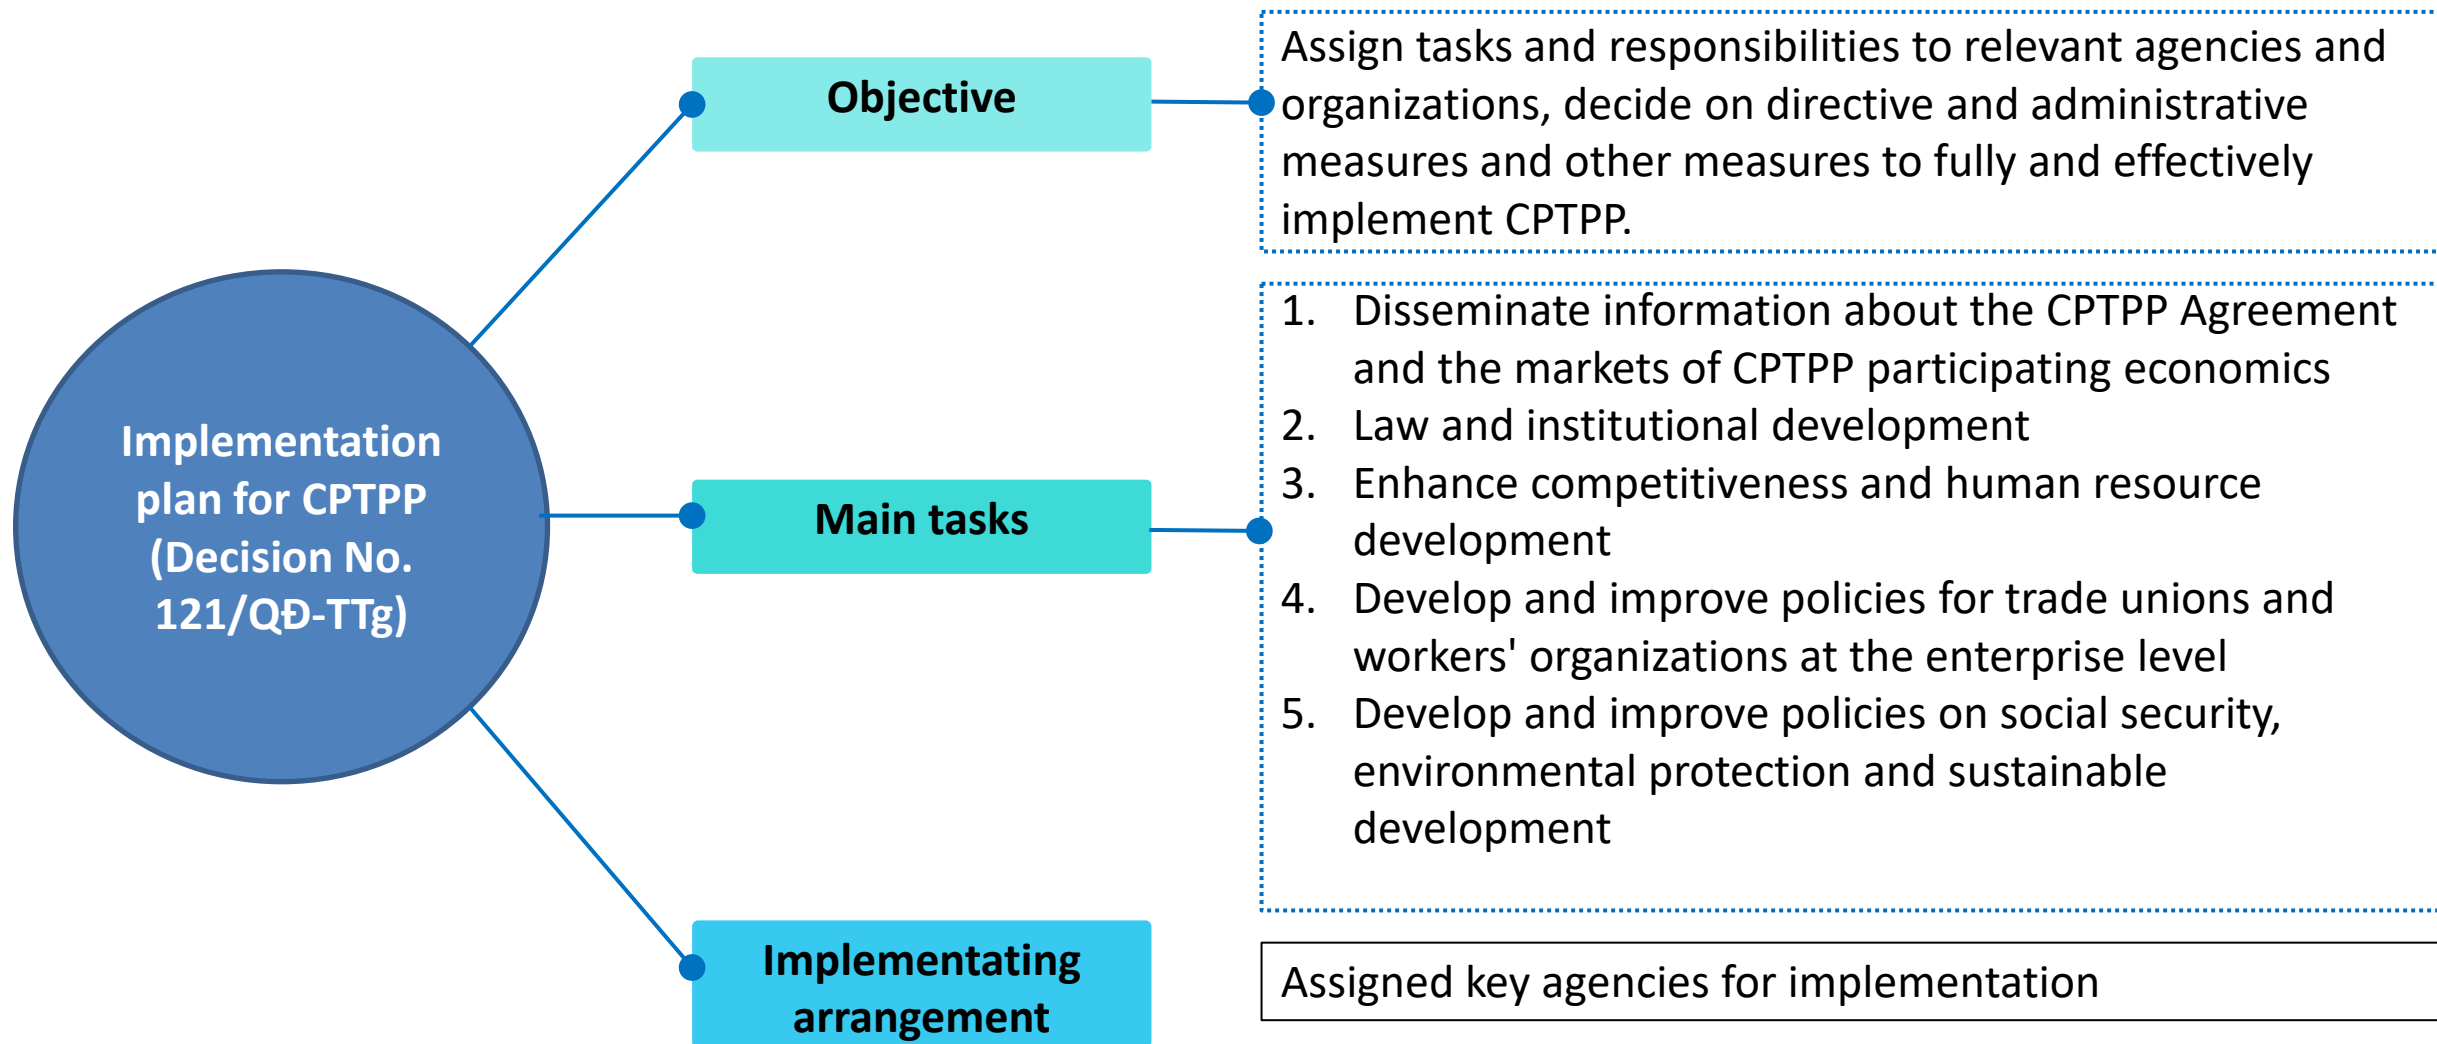 Objective
Assign tasks and responsibilities to relevant agencies and
organizations, decide on directive and administrative
measures and other measures to fully and effectively
implement CPTPP.
Implementation
plan for CPTPP
(Decision No.
121/QĐ-TTg)
Main tasks
1. Disseminate information about the CPTPP Agreement
and the markets of CPTPP participating economics
2. Law and institutional development
3. Enhance competitiveness and human resource
development
4. Develop and improve policies for trade unions and
workers' organizations at the enterprise level
5. Develop and improve policies on social security,
environmental protection and sustainable
development
Implementating
arrangement
Assigned key agencies for implementation